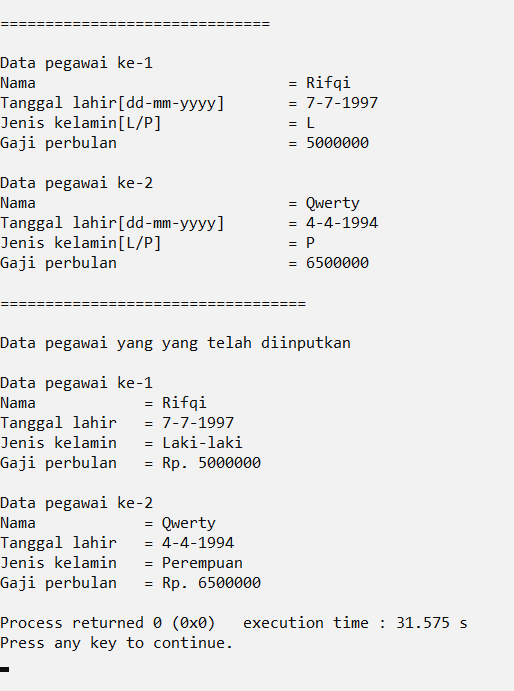 ==============================
Data pegawai ke-1
Nama = Rifqi
Tanggal lahir[dd-mm-yyyy] = 7-7-1997
Jenis kelamin[L/P] = L
Gaji perbulan = 5000000
Data pegawai ke-2
Nama = Qwerty
Tanggal lahir[dd-mm-yyyy] = 4-4-1994
Jenis kelamin[L/P] = P
Gaji perbulan = 6500000
==================================
Data pegawai yang yang telah diinputkan
Data pegawai ke-1
Nama = Rifqi
Tanggal lahir = 7-7-1997
Jenis kelamin = Laki-laki
Gaji perbulan = Rp. 5000000
Data pegawai ke-2
Nama = Qwerty
Tanggal lahir = 4-4-1994
Jenis kelamin = Perempuan
Gaji perbulan = Rp. 6500000
Process returned 0 (0x0) execution time : 31.575 s
Press any key to continue.